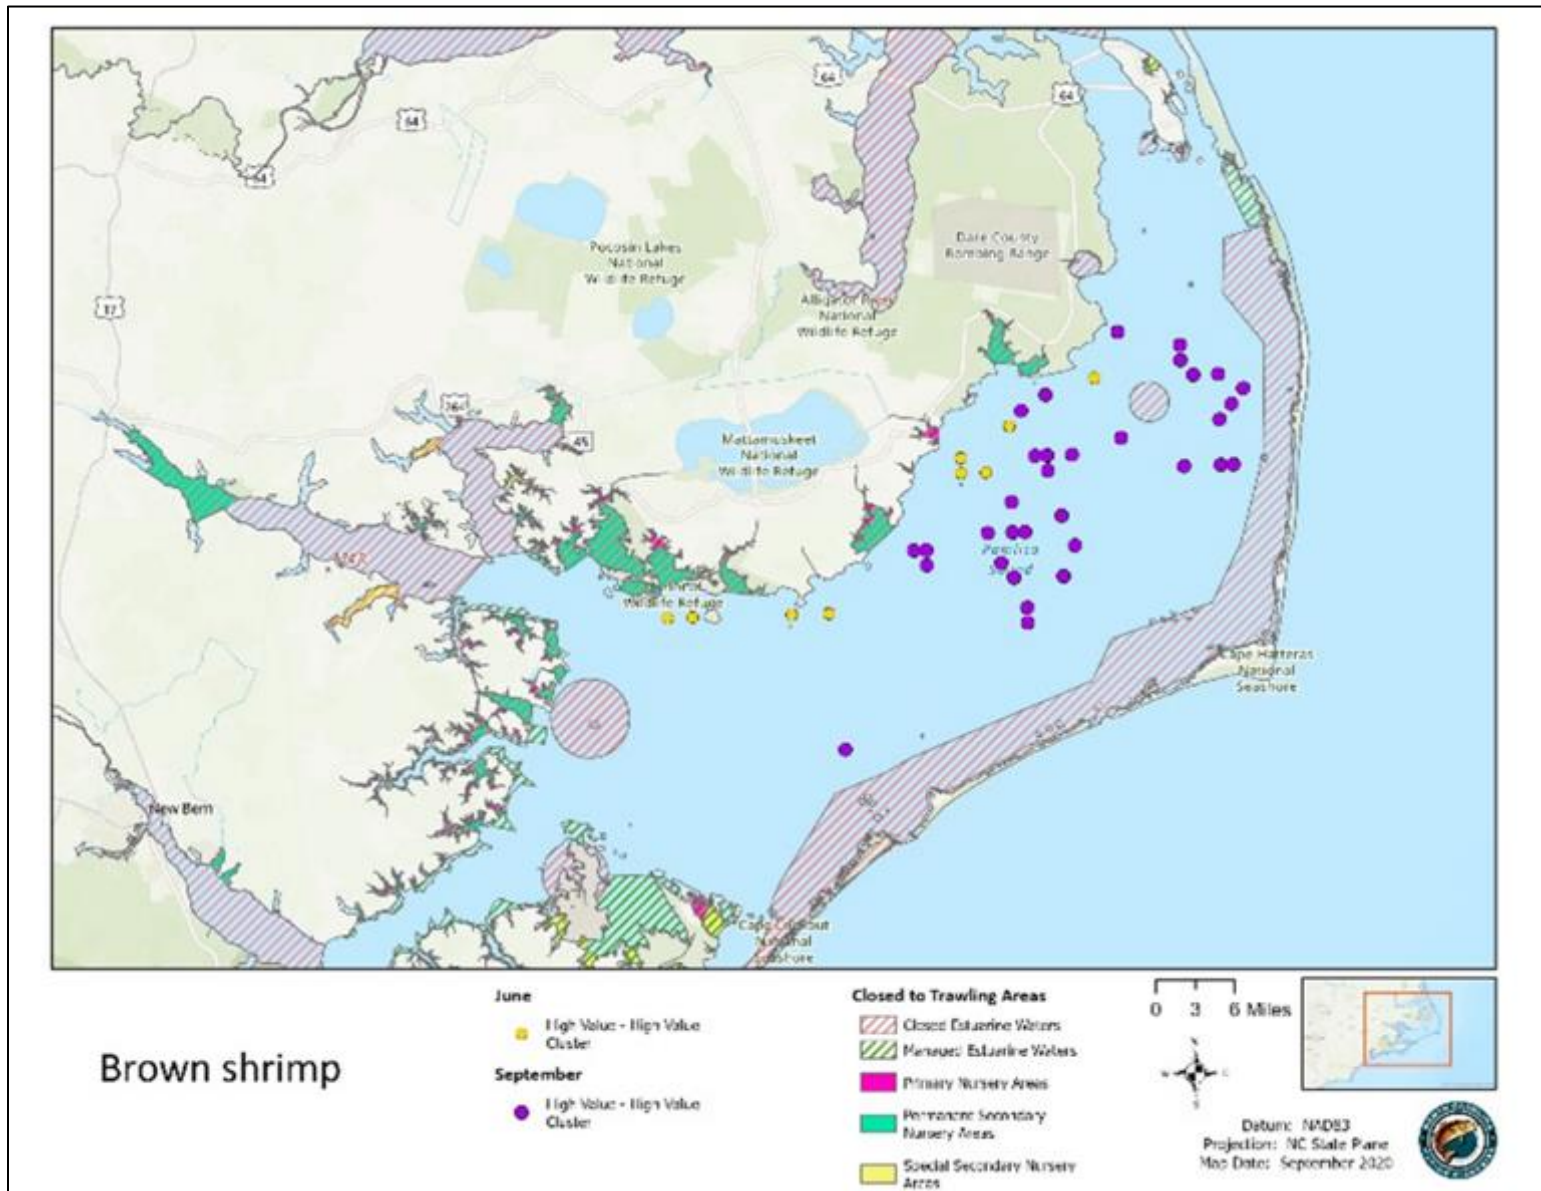 64
64
64
64
Pocosin Lakes
National
Wildlife Refuge
Dare County
Bombing Range
17
Alligator River
National
Wildlife Refuge
264
45
Mattamuskeet
National
Wildlife Refuge
Pamlico
Sound
Wildlife Refuge
Cape Hatteras
National
Seashore
New Bern
Cape Lookout
National
Seashore
Brown shrimp
June
High Value - High Value
Cluster
September
High Value - High Value
Cluster
Closed to Trawling Areas
Closed Estuarine Waters
Managed Estuarine Waters
Primary Nursery Areas
Permanent Secondary
Nursery Areas
Special Secondary Nursery
Areas
0 3 6 Miles
Datum: NAD83
Projection: NC State Plane
Map Date: September 2020